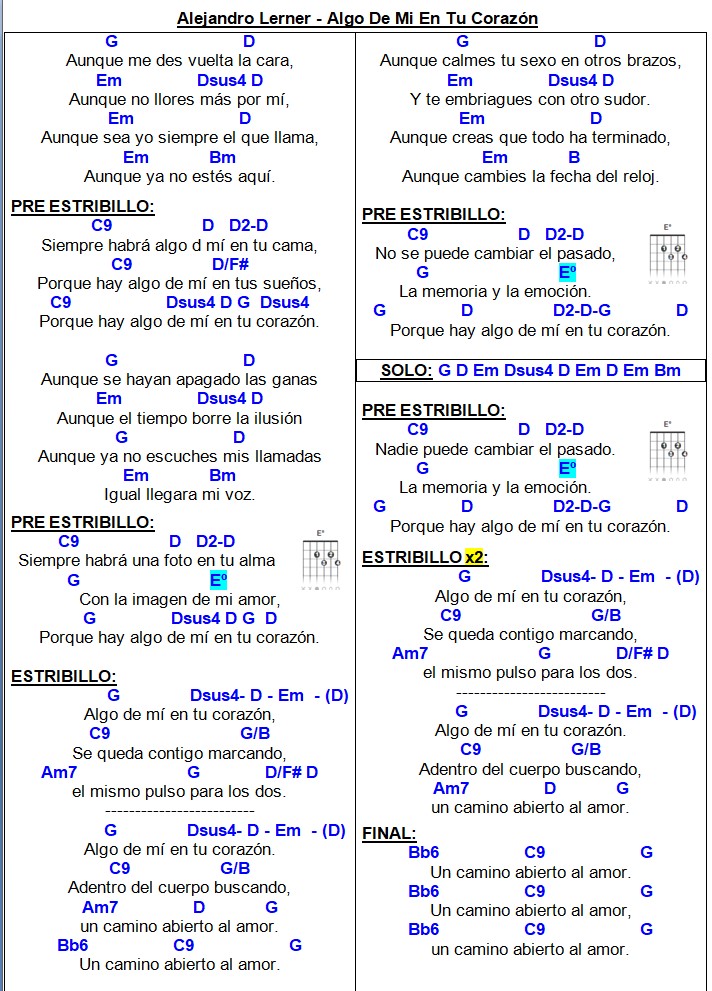 Alejandro Lerner - Algo De Mi En Tu Corazón
G D
Aunque me des vuelta la cara,
Em Dsus4 D
Aunque no llores más por mí,
Em D
Aunque sea yo siempre el que llama,
Em Bm
Aunque ya no estés aquí.
PRE ESTRIBILLO:
C9 D D2-D
Siempre habrá algo d mí en tu cama,
C9 D/F#
Porque hay algo de mí en tus sueños,
C9 Dsus4 D G Dsus4
Porque hay algo de mí en tu corazón.
G D
Aunque se hayan apagado las ganas
Em Dsus4 D
Aunque el tiempo borre la ilusión
G D
Aunque ya no escuches mis llamadas
Em Bm
Igual llegara mi voz.
PRE ESTRIBILLO:
C9 D D2-D
Siempre habrá una foto en tu alma
G Eº
Con la imagen de mi amor,
G Dsus4 D G D
Porque hay algo de mí en tu corazón.
Eº
ESTRIBILLO:
G Dsus4- D - Em - (D)
Algo de mí en tu corazón,
C9 G/B
Se queda contigo marcando,
Am7 G D/F# D
el mismo pulso para los dos.
-------------------------
G Dsus4- D - Em - (D)
Algo de mí en tu corazón.
C9 G/B
Adentro del cuerpo buscando,
Am7 D G
un camino abierto al amor.
Bb6 C9 G
Un camino abierto al amor.
G D
Aunque calmes tu sexo en otros brazos,
Em Dsus4 D
Y te embriagues con otro sudor.
Em D
Aunque creas que todo ha terminado,
Em B
Aunque cambies la fecha del reloj.
PRE ESTRIBILLO:
C9 D D2-D
No se puede cambiar el pasado,
G Eº
La memoria y la emoción.
G D D2-D-G D
Porque hay algo de mí en tu corazón.
Eº
SOLO: G D Em Dsus4 D Em D Em Bm
PRE ESTRIBILLO:
C9 D D2-D
Nadie puede cambiar el pasado.
G Eº
La memoria y la emoción.
G D D2-D-G D
Porque hay algo de mí en tu corazón.
Eº
ESTRIBILLO x2:
G Dsus4- D - Em - (D)
Algo de mí en tu corazón,
C9 G/B
Se queda contigo marcando,
Am7 G D/F# D
el mismo pulso para los dos.
-------------------------
G Dsus4- D - Em - (D)
Algo de mí en tu corazón.
C9 G/B
Adentro del cuerpo buscando,
Am7 D G
un camino abierto al amor.
FINAL:
Bb6 C9 G
Un camino abierto al amor.
Bb6 C9 G
Un camino abierto al amor,
Bb6 C9 G
un camino abierto al amor.